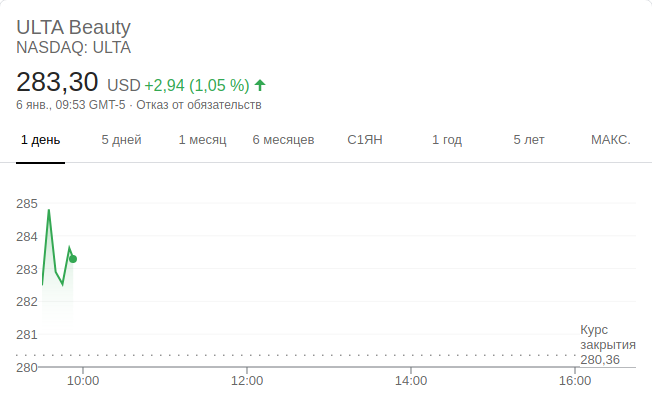 ULTA Beauty
NASDAQ: ULTA
283,30 USD +2,94 (1,05 %)
6 янв., 09:53 GMT-5 · Отказ от обязательств
1 день 5 дней 1 месяц 6 месяцев С1ЯН 1 год 5 лет МАКС.
285
284
283
282
281
280
Курс
закрытия
280,36
10:00 12:00 14:00 16:00